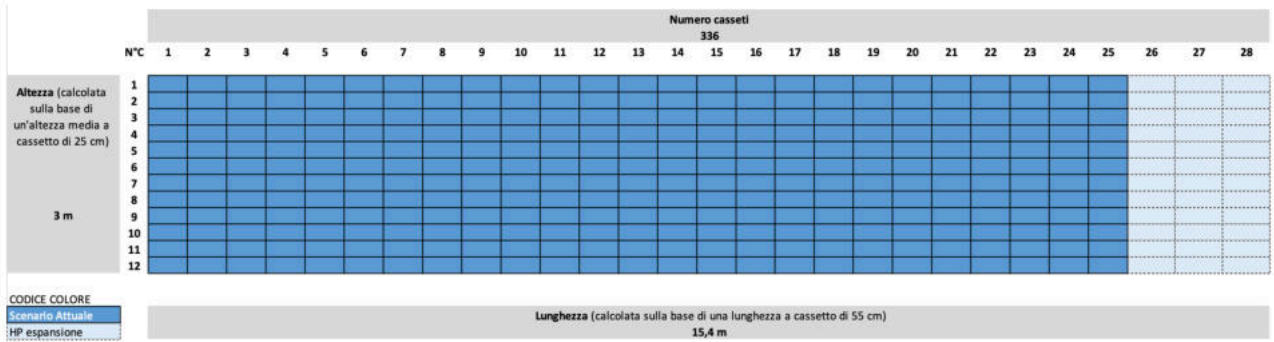 Numero casseti
336
N°C 1 2 3 4 5 6 7 8 9 10 11 12 13 14 15 16 17 18 19 20 21 22 23 24 25 26 27 28
Altezza (calcolata
sulla base di
un'altezza media a
cassetto di 25 cm)
3 m
1
2
3
4
5
6
7
8
9
10
11
12
CODICE COLORE
Scenario Attuale
HP espansione
Lunghezza (calcolata sulla base di una lunghezza a cassetto di 55 cm)
15,4 m